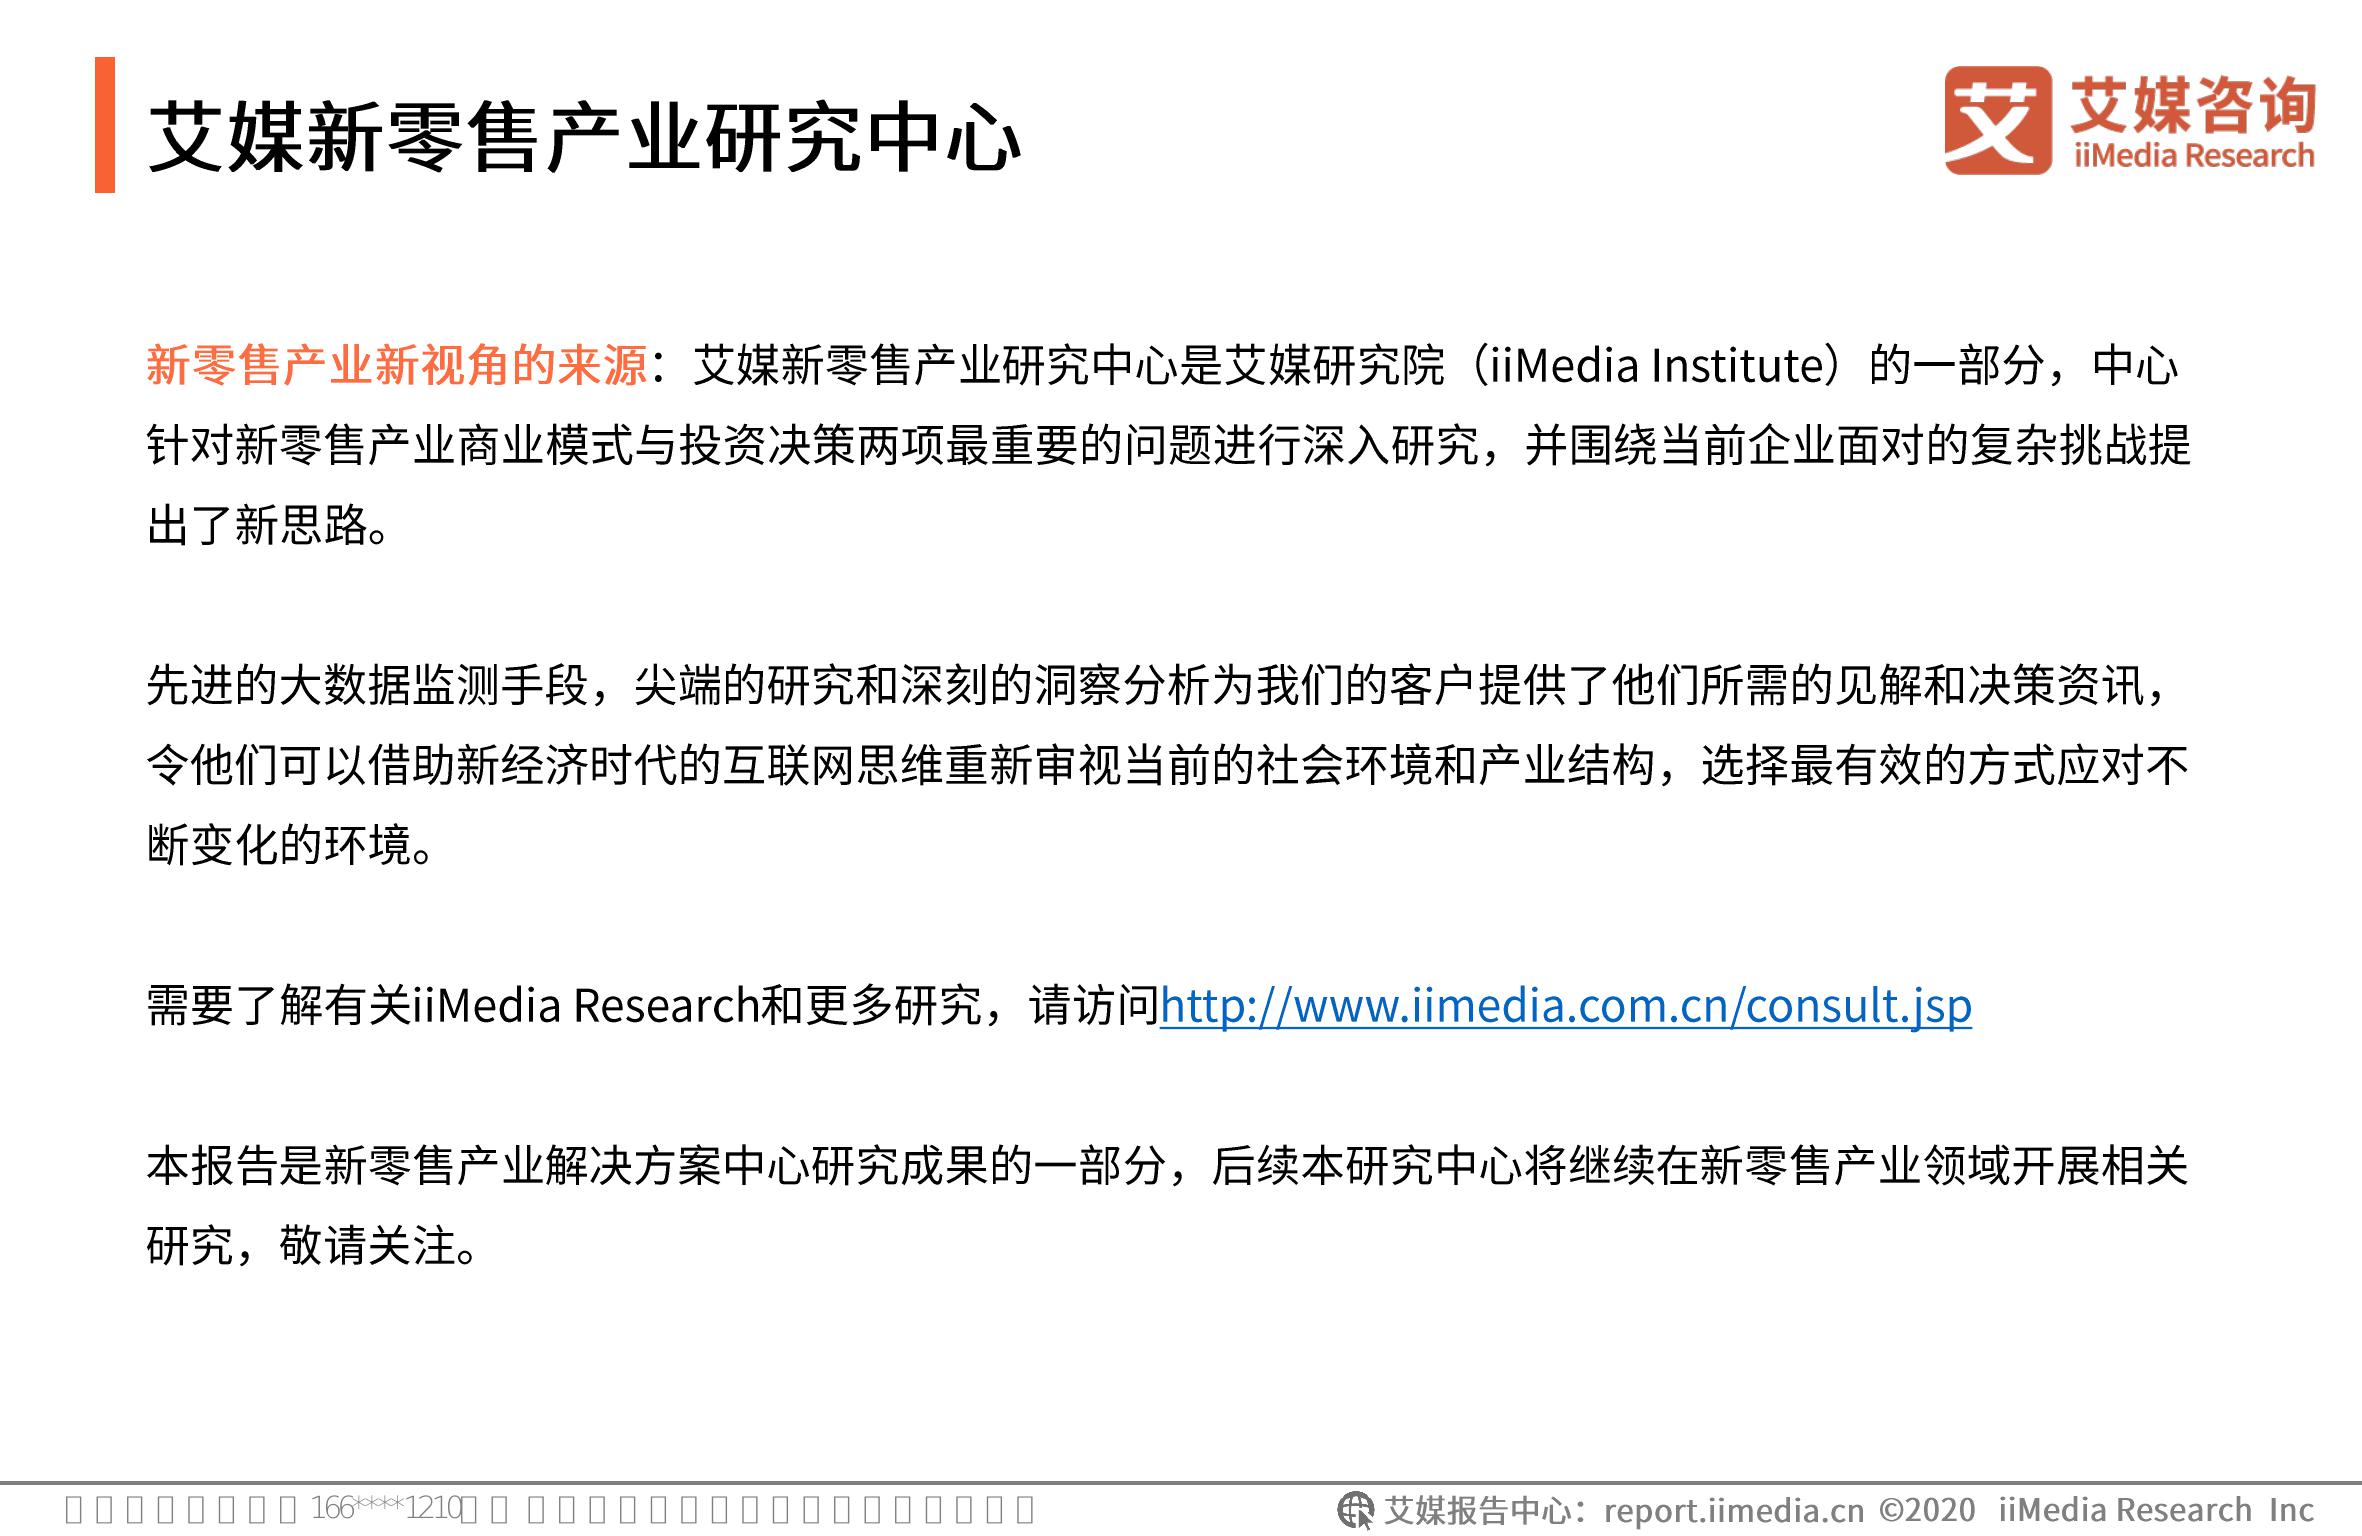 艾媒新零售产业研究中心
艾媒咨询
iiMedia Research
新零售产业新视角的来源：艾媒新零售产业研究中心是艾媒研究院（iiMedia Institute）的一部分，中心
针对新零售产业商业模式与投资决策两项最重要的问题进行深入研究，并围绕当前企业面对的复杂挑战提
出了新思路。
先进的大数据监测手段，尖端的研究和深刻的洞察分析为我们的客户提供了他们所需的见解和决策资讯，
令他们可以借助新经济时代的互联网思维重新审视当前的社会环境和产业结构，选择最有效的方式应对不
断变化的环境。
需要了解有关iiMedia Research和更多研究，请访问http://www.iimedia.com.cn/consult.jsp
本报告是新零售产业解决方案中心研究成果的一部分，后续本研究中心将继续在新零售产业领域开展相关
研究，敬请关注。
166****1210
艾媒报告中心：report.iimedia.cn ©2020 iiMedia Research Inc